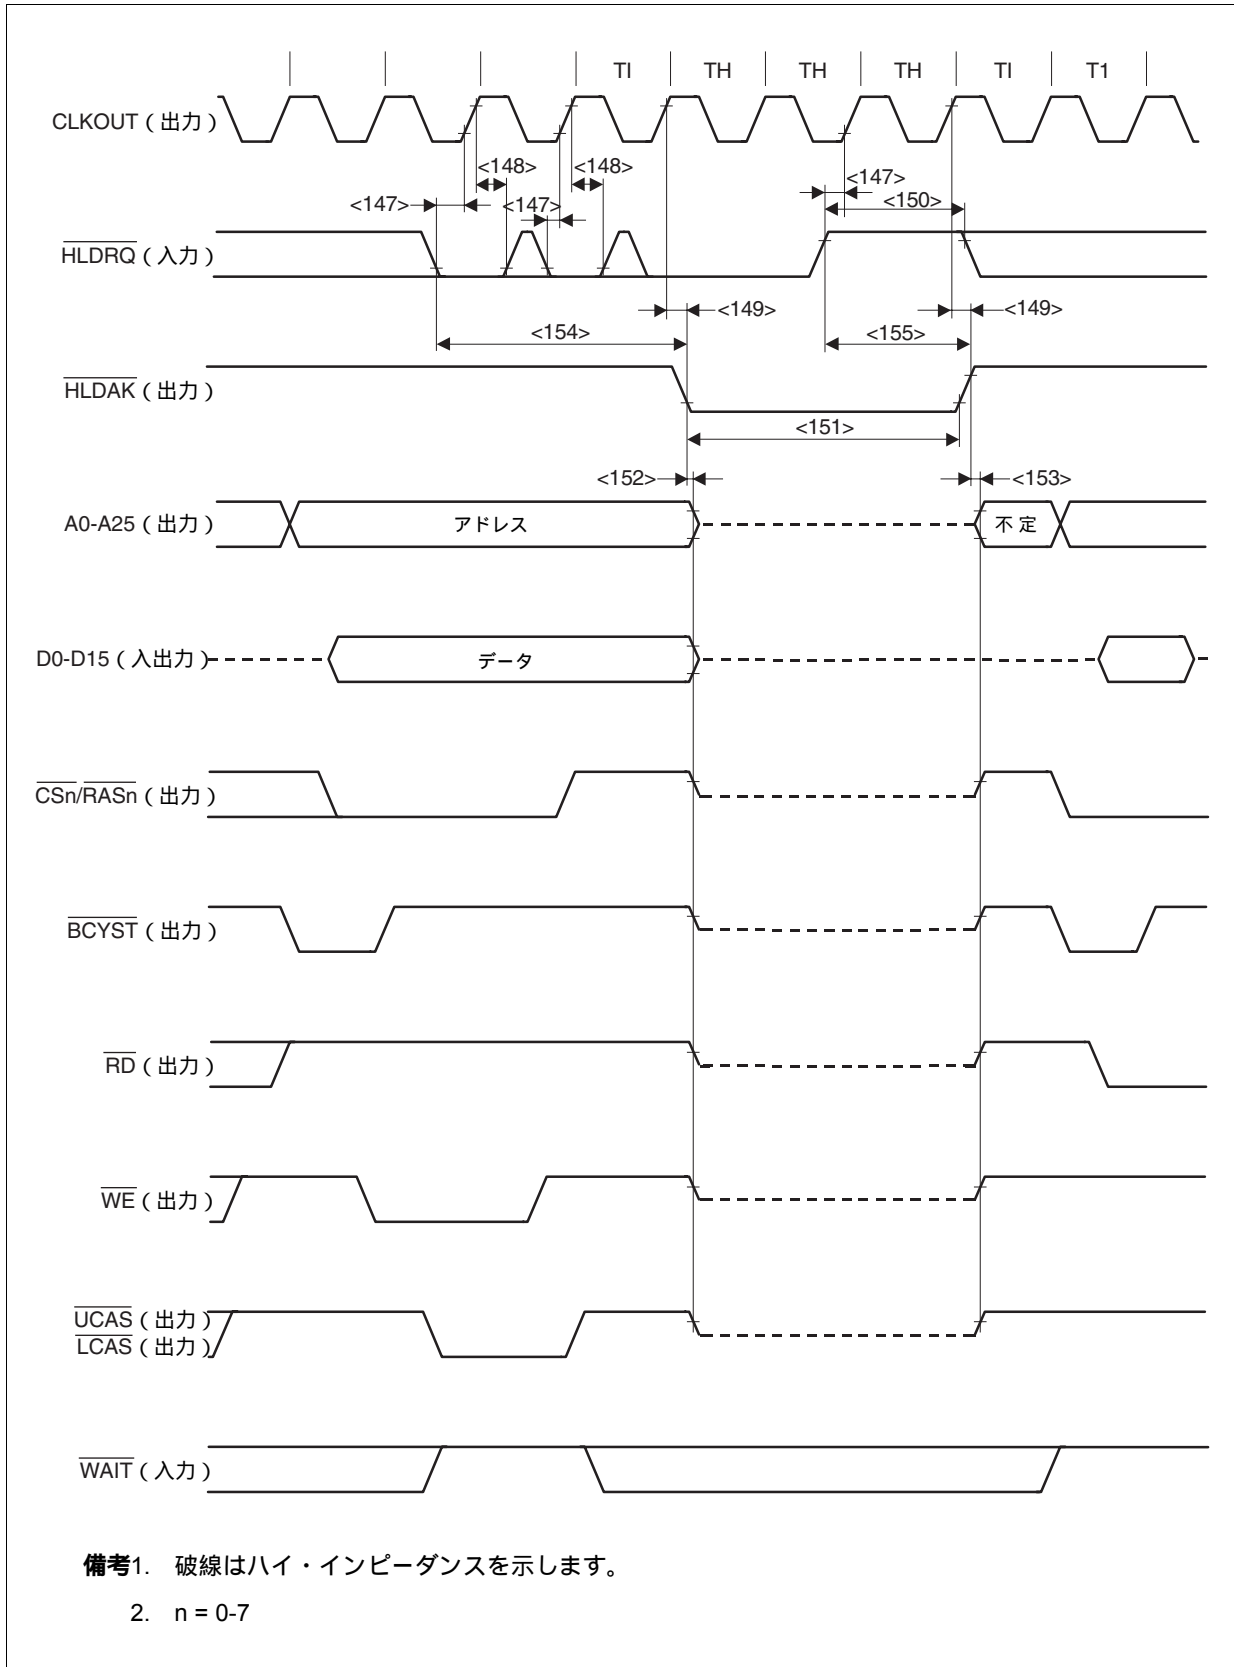 TI TH TH TH TI T1
CLKOUT（出力）
<148> <148>
<147> <147> <147>
<150>
HLDRQ（入力）
<149> <149>
<154> <155>
HLDAK（出力）
<151>
<152> <153>
A0-A25（出力） アドレス 不 定
D0-D15（入出力） データ
CSn/RASn（出力）
BCYST（出力）
RD（出力）
WE（出力）
UCAS（出力）
LCAS（出力）
WAIT（入力）
備考1. 破線はハイ・インピーダンスを示します。
2. n = 0-7